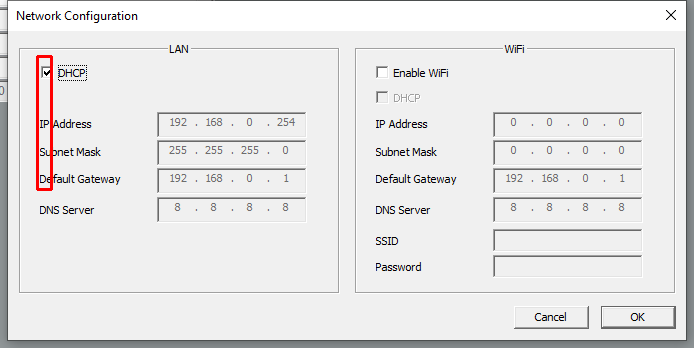 Network Configuration
LAN
DHCP
IP Address 192 . 168 . 0 . 254
Subnet Mask 255 . 255 . 255 . 0
Default Gateway 192 . 168 . 0 . 1
DNS Server 8 . 8 . 8 . 8
WiFi
Enable WiFi
DHCP
IP Address 0 . 0 . 0 . 0
Subnet Mask 0 . 0 . 0 . 0
Default Gateway 192 . 168 . 0 . 1
DNS Server 8 . 8 . 8 . 8
SSID
Password
Cancel OK